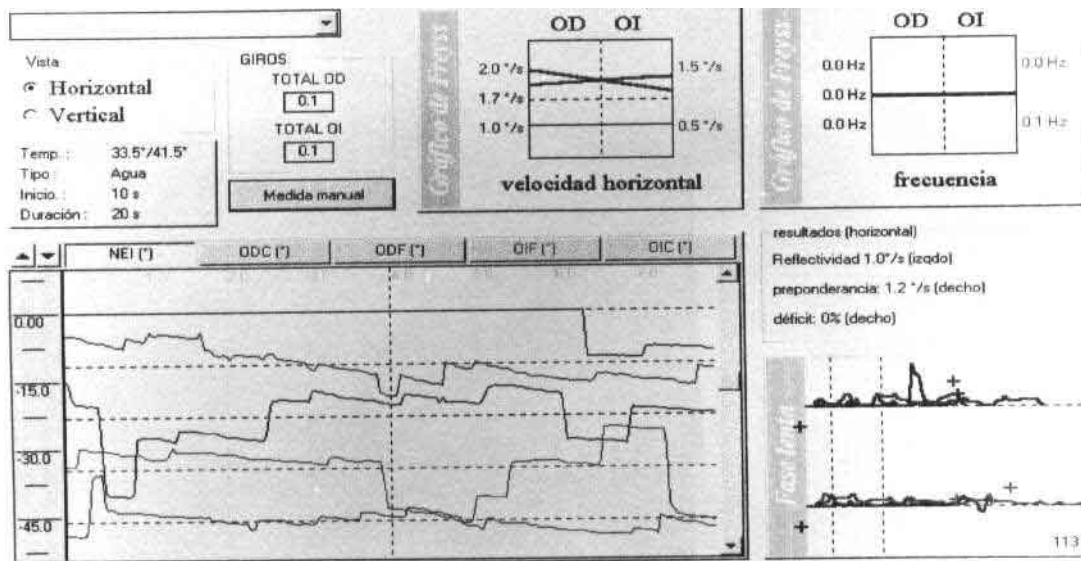 Vista
Horizontal
Vertical
Temp. : 33.5°/41.5°
Tipo : Agua
Inicio. : 10 s
Duración : 20 s
GIROS
TOTAL OD
0.1
TOTAL OI
0.1
Medida manual
Gráfico de Freyss
OD OI
2.0 °/s
1.7 °/s
1.0 °/s
1.5 °/s
0.5 °/s
velocidad horizontal
Gráfico de Freyss
OD OI
0.0 Hz
0.0 Hz
0.0 Hz
0.0 Hz
0.1 Hz
frecuencia
NEI (°) ODC (°) ODF (°) OIF (°) OIC (°)
0.00
-15.0
-30.0
-45.0
resultados (horizontal)
Reflectividad 1.0°/s (izqdo)
preponderancia: 1.2 °/s (decho)
déficit: 0% (decho)
Fase lenta
113